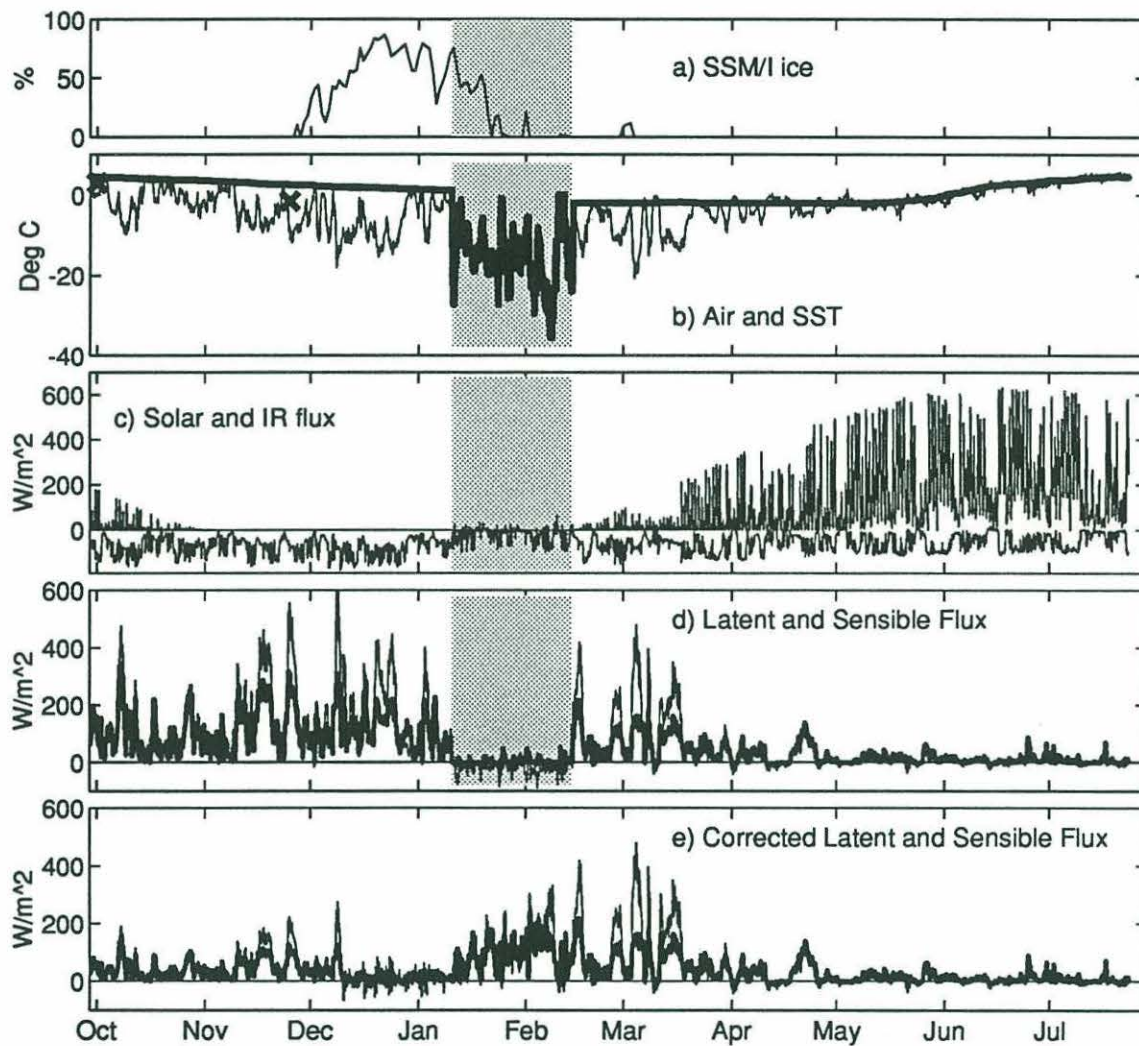 100
50
0
%
a) SSM/I ice
0
-20
-40
Deg C
b) Air and SST
600
400
200
0
W/m^2
c) Solar and IR flux
600
400
200
0
W/m^2
d) Latent and Sensible Flux
600
400
200
0
W/m^2
e) Corrected Latent and Sensible Flux
Oct Nov Dec Jan Feb Mar Apr May Jun Jul